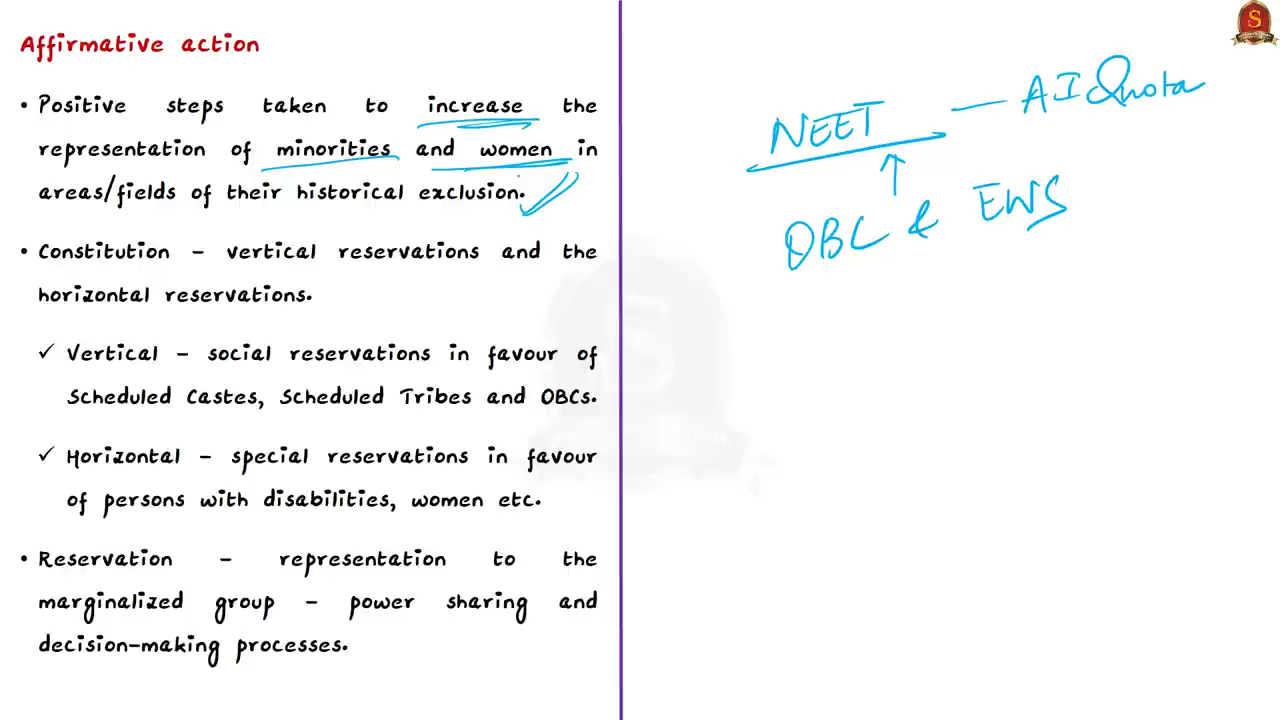 Affirmative action
• Positive steps taken to increase the
representation of minorities and women in
areas/fields of their historical exclusion.
• Constitution – vertical reservations and the
horizontal reservations.
✓ Vertical – social reservations in favour of
Scheduled Castes, Scheduled Tribes and OBCs.
✓ Horizontal – special reservations in favour
of persons with disabilities, women etc.
• Reservation – representation to the
marginalized group – power sharing and
decision-making processes.
NEET — AI Quota
OBC & EWS
S